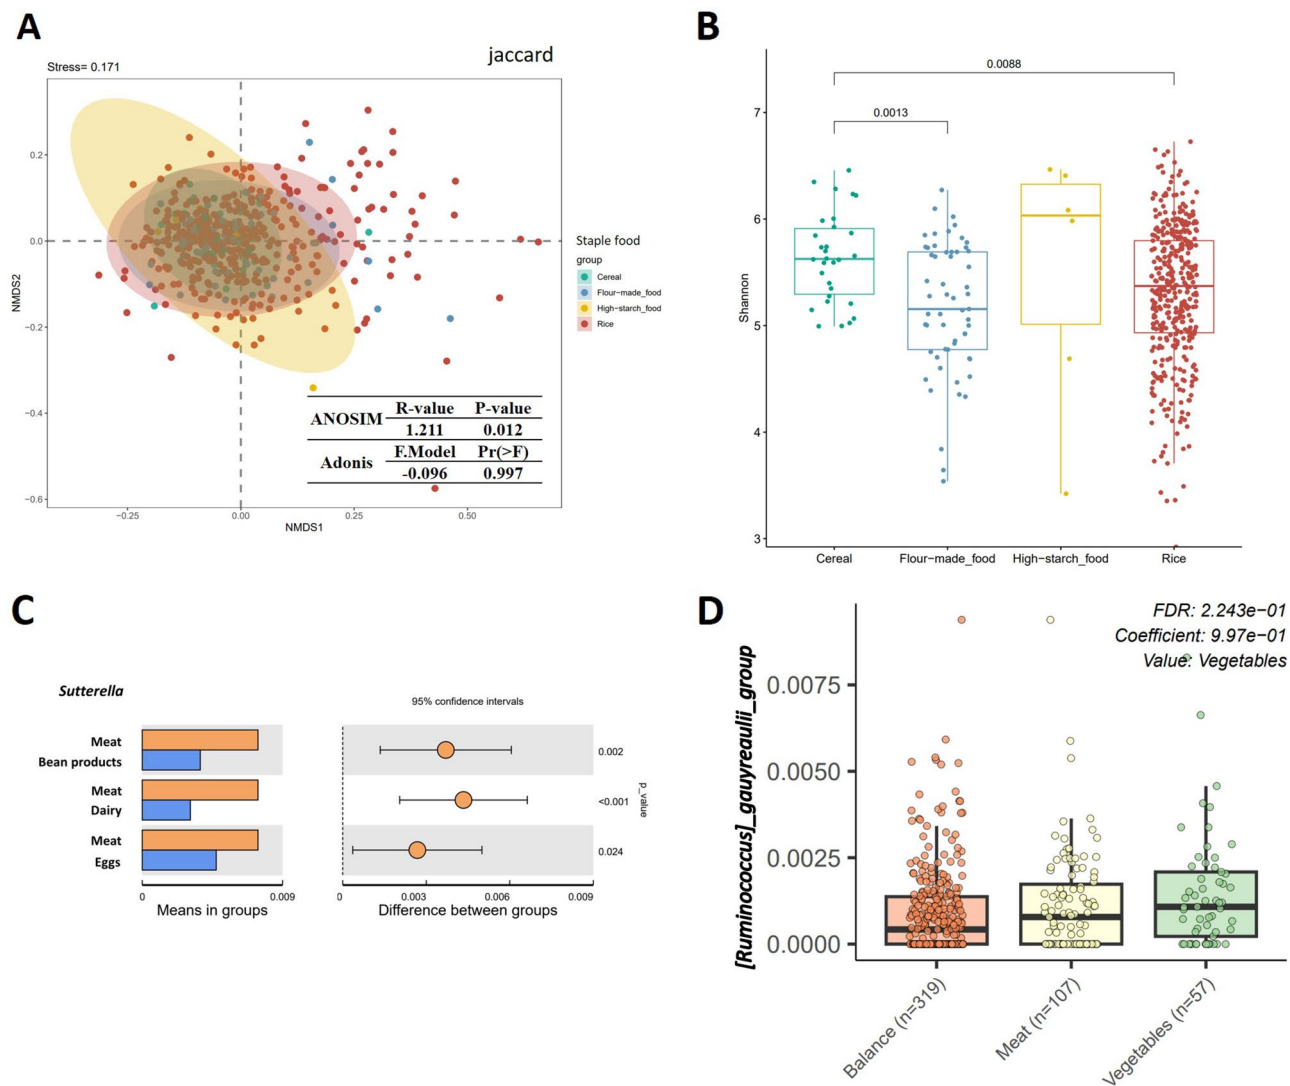 A
jaccard
Stress= 0.171
0.2
0.0
−0.2
−0.4
−0.6
NMDS2
−0.25
0.00
0.25
0.50
NMDS1
Staple food
group
Cereal
Flour−made_food
High−starch_food
Rice
ANOSIM R-value P-value
1.211 0.012
Adonis F.Model Pr(>F)
-0.096 0.997
B
0.0088
0.0013
7
6
5
4
3
Shannon
Cereal
Flour−made_food
High−starch_food
Rice
C
Sutterella
95% confidence intervals
Meat
Bean products
0.002
Meat
Dairy
<0.001
Meat
Eggs
0.024
p_value
0
0.009
Means in groups
0
0.003
0.006
0.009
Difference between groups
D
FDR: 2.243e−01
Coefficient: 9.97e−01
Value: Vegetables
0.0075
0.0050
0.0025
0.0000
[Ruminococcus]_gauyreaulii_group
Balance (n=319)
Meat (n=107)
Vegetables (n=57)